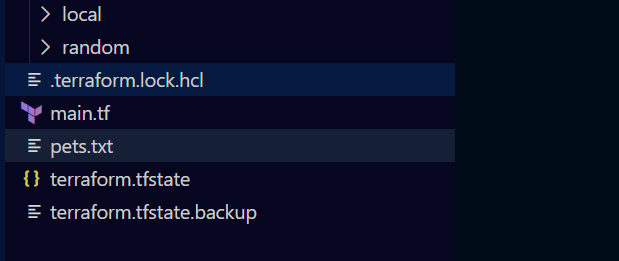 local
random
.terraform.lock.hcl
main.tf
pets.txt
{} terraform.tfstate
terraform.tfstate.backup